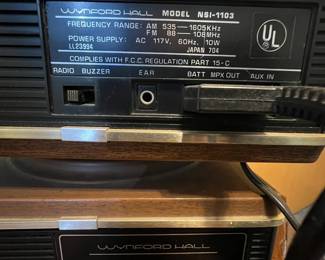 WYNFORD HALL MODEL NSI-1103
FREQUENCY RANGE: AM 535 — 1605KHz
FM 88 — 108MHz
POWER SUPPLY: AC 117V, 60Hz, 10W
LL23994 JAPAN 704
UL
COMPLIES WITH F.C.C. REGULATION PART 15-C
RADIO BUZZER EAR BATT MPX OUT AUX IN
WYNFORD HALL